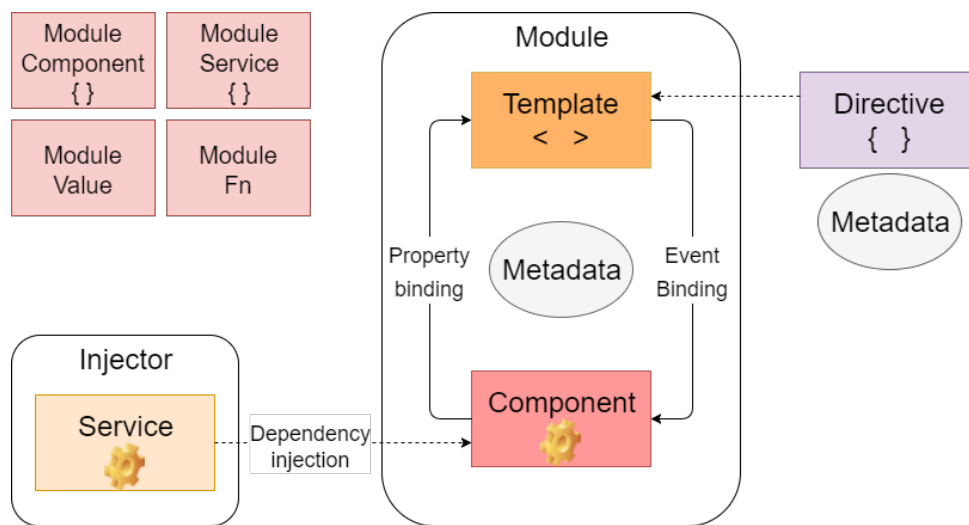 Module
Component
{ }
Module
Service
{ }
Module
Value
Module
Fn
Module
Template
< >
Directive
{ }
Metadata
Property
binding
Metadata
Event
Binding
Injector
Service
Dependency
injection
Component